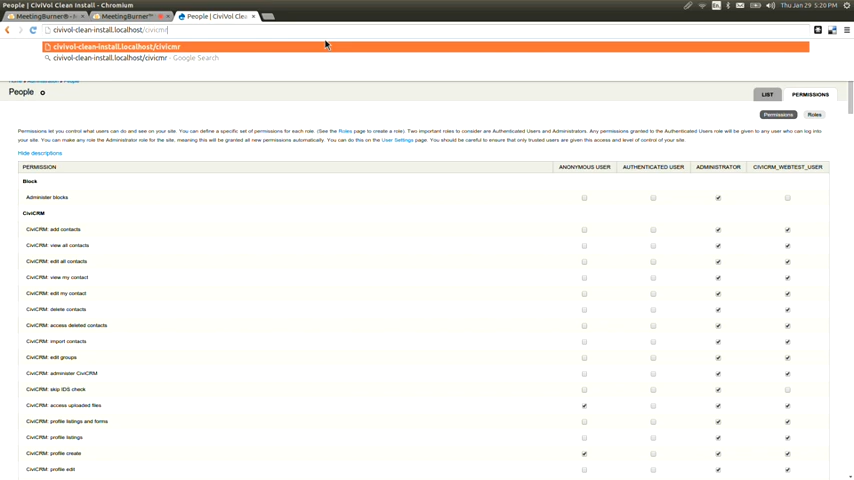 People | CiviVol Clean Install - Chromium
Thu Jan 29 5:20 PM
MeetingBurner® - M × MeetingBurner™ × People | CiviVol Clea ×
civivol-clean-install.localhost/civicmr
civivol-clean-install.localhost/civicmr
civivol-clean-install.localhost/civicmr - Google Search
People
LIST PERMISSIONS
Permissions Roles
Permissions let you control what users can do and see on your site. You can define a specific set of permissions for each role. (See the Roles page to create a role). Two important roles to consider are Authenticated Users and Administrators. Any permissions granted to the Authenticated Users role will be given to any user who can log into
your site. You can make any role the Administrator role for the site, meaning this will be granted all new permissions automatically. You can do this on the User Settings page. You should be careful to ensure that only trusted users are given this access and level of control of your site.
Hide descriptions
PERMISSION ANONYMOUS USER AUTHENTICATED USER ADMINISTRATOR CIVICRM_WEBTEST_USER
Block
Administer blocks
CiviCRM
CiviCRM: add contacts
CiviCRM: view all contacts
CiviCRM: edit all contacts
CiviCRM: view my contact
CiviCRM: edit my contact
CiviCRM: delete contacts
CiviCRM: access deleted contacts
CiviCRM: import contacts
CiviCRM: edit groups
CiviCRM: administer CiviCRM
CiviCRM: skip IDS check
CiviCRM: access uploaded files
CiviCRM: profile listings and forms
CiviCRM: profile listings
CiviCRM: profile create
CiviCRM: profile edit